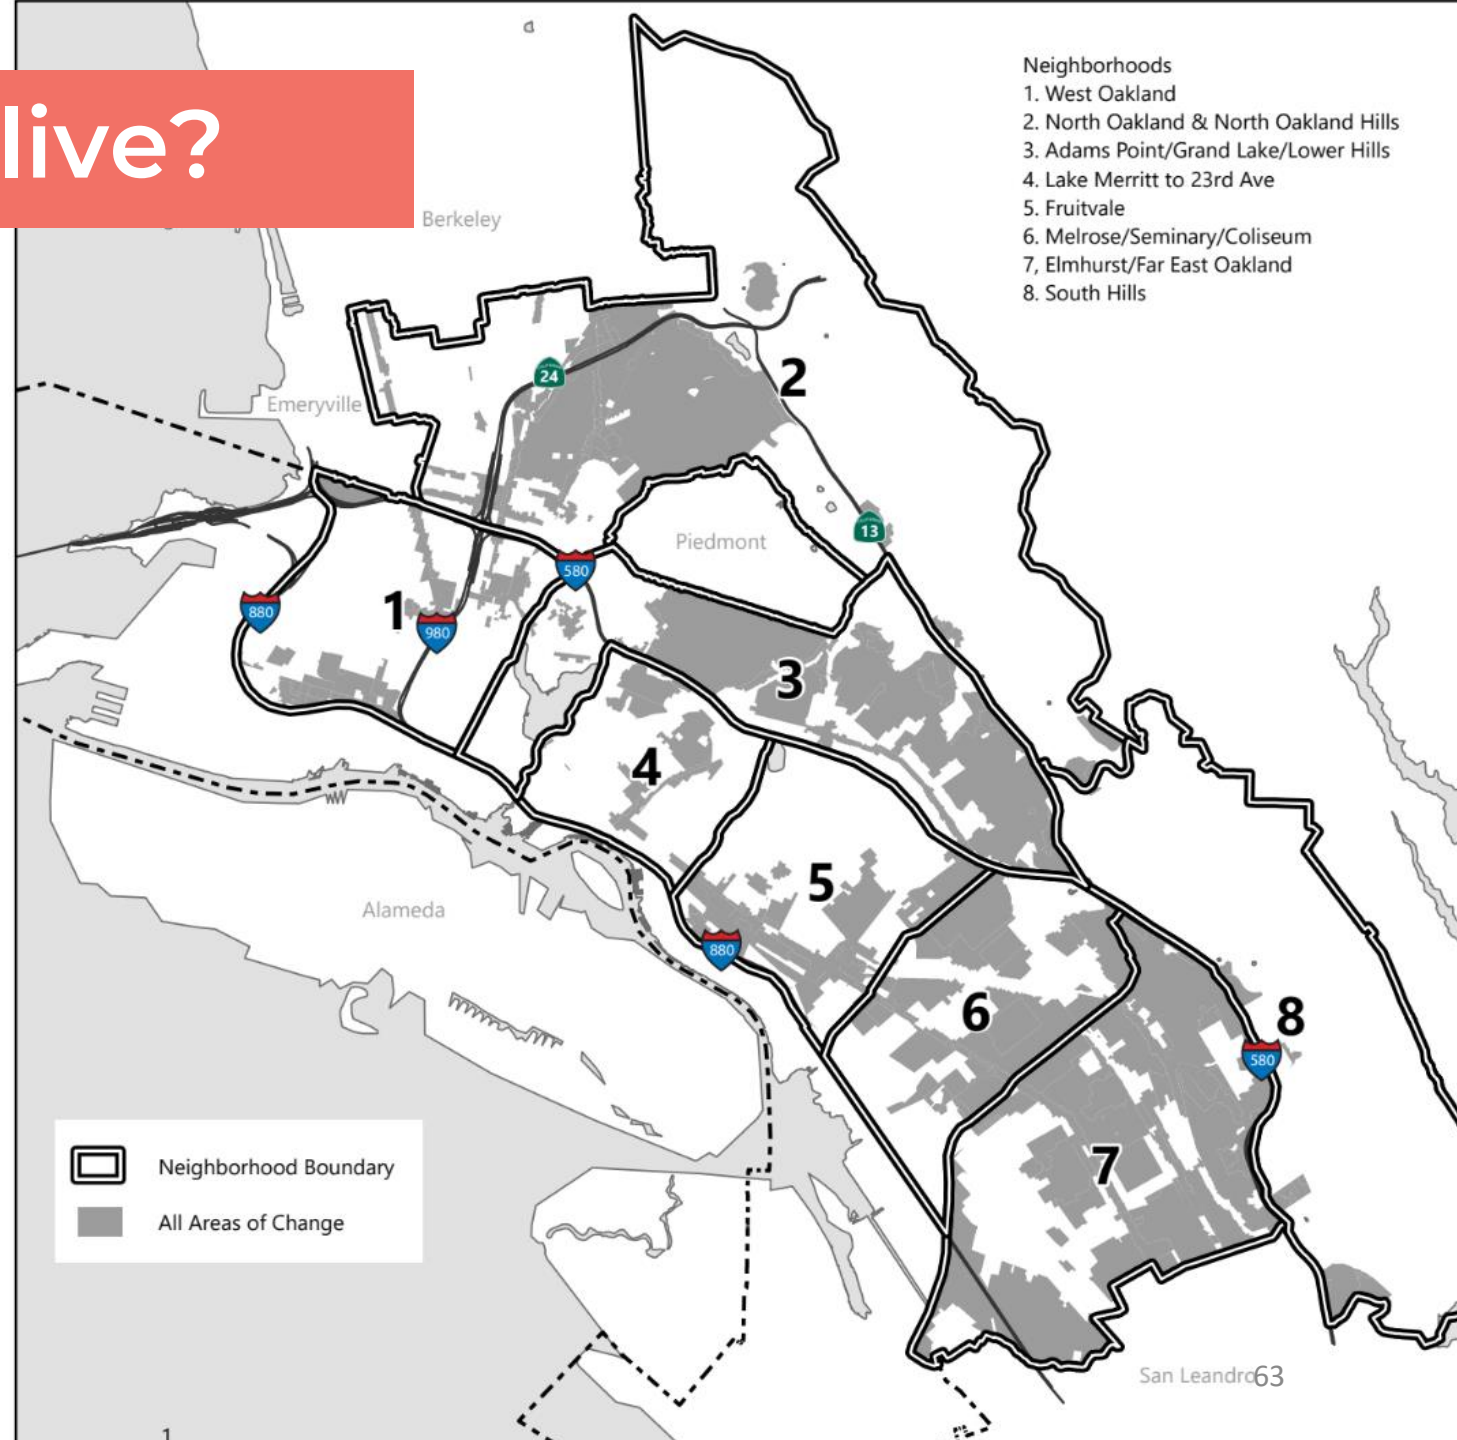 live?
Neighborhoods
1. West Oakland
2. North Oakland & North Oakland Hills
3. Adams Point/Grand Lake/Lower Hills
4. Lake Merritt to 23rd Ave
5. Fruitvale
6. Melrose/Seminary/Coliseum
7, Elmhurst/Far East Oakland
8. South Hills
Berkeley
24
2
Emeryville
13
Piedmont
580
880
1
980
3
4
5
Alameda
880
6
8
580
7
Neighborhood Boundary
All Areas of Change
San Leandro
63
1